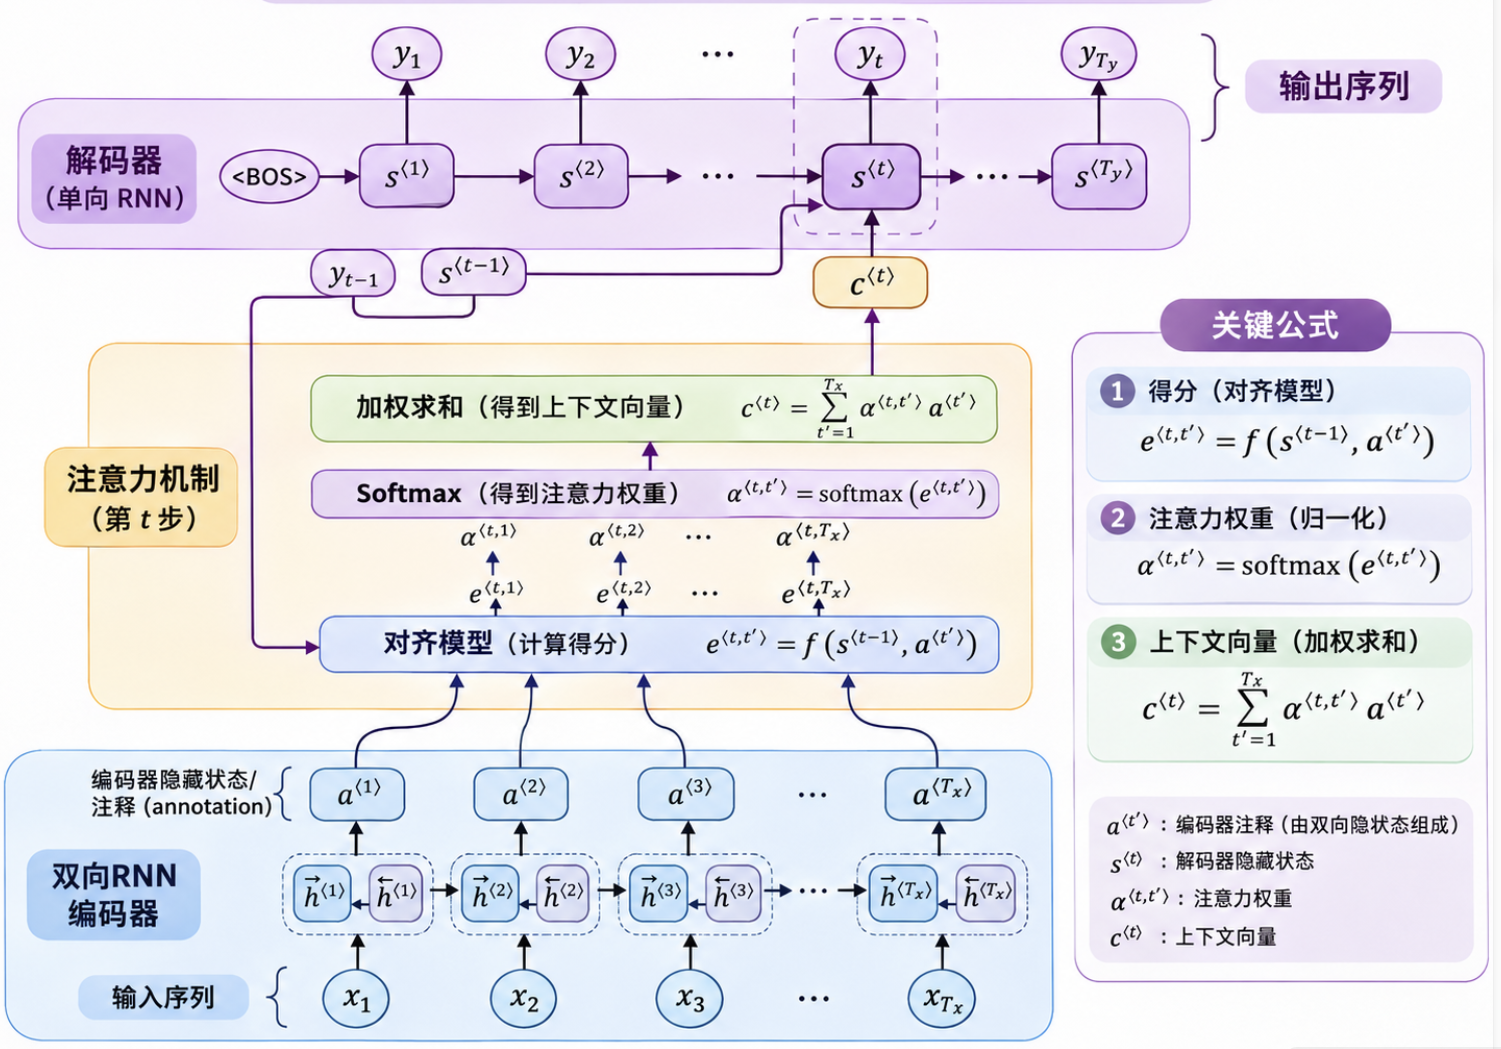 y₁ y₂ ⋯ y_t y_{T_y}
输出序列
解码器
（单向 RNN）
<BOS> s^⟨1⟩ s^⟨2⟩ ⋯ s^⟨t⟩ ⋯ s^⟨T_y⟩
y_{t−1} s^⟨t−1⟩ c^⟨t⟩
注意力机制
（第 t 步）
加权求和（得到上下文向量） c^⟨t⟩ = ∑_{t′=1}^{Tx} α^⟨t,t′⟩ a^⟨t′⟩
Softmax（得到注意力权重） α^⟨t,t′⟩ = softmax (e^⟨t,t′⟩)
α^⟨t,1⟩ α^⟨t,2⟩ ⋯ α^⟨t,T_x⟩
e^⟨t,1⟩ e^⟨t,2⟩ ⋯ e^⟨t,T_x⟩
对齐模型（计算得分） e^⟨t,t′⟩ = f (s^⟨t−1⟩, a^⟨t′⟩)
编码器隐藏状态/
注释 (annotation)
a^⟨1⟩ a^⟨2⟩ a^⟨3⟩ ⋯ a^⟨T_x⟩
双向RNN
编码器
h→^⟨1⟩ h←^⟨1⟩ h→^⟨2⟩ h←^⟨2⟩ h→^⟨3⟩ h←^⟨3⟩ ⋯ h→^⟨T_x⟩ h←^⟨T_x⟩
输入序列
x₁ x₂ x₃ ⋯ x_{T_x}
关键公式
1 得分（对齐模型）
e^⟨t,t′⟩ = f (s^⟨t−1⟩, a^⟨t′⟩)
2 注意力权重（归一化）
α^⟨t,t′⟩ = softmax (e^⟨t,t′⟩)
3 上下文向量（加权求和）
c^⟨t⟩ = ∑_{t′=1}^{Tx} α^⟨t,t′⟩ a^⟨t′⟩
a^⟨t′⟩ ：编码器注释（由双向隐状态组成）
s^⟨t⟩ ：解码器隐藏状态
α^⟨t,t′⟩ ：注意力权重
c^⟨t⟩ ：上下文向量